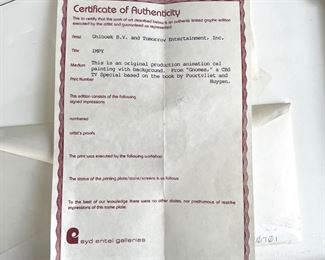 Certificate of Authenticity
This is to certify that the work of art described below is an authentic limited graphic edition
executed by the artist and guaranteed as represented.
Artist Uniboek B.V. and Tomorrow Entertainment, Inc.
Title IMPY
Medium This is an original production animation cel
painting with background. From "Gnomes," a CBS
TV Special based on the book by Poortvliet and
Print Number Huygen.
This edition consists of the following
signed impressions
numbered
artist's proofs
The print was executed by the following workshop
The status of the printing plate/stone/screens is as follows
To the best of our knowledge there were no other states, nor posthumous of restrike
impressions of this same plate.
syd entel galleries